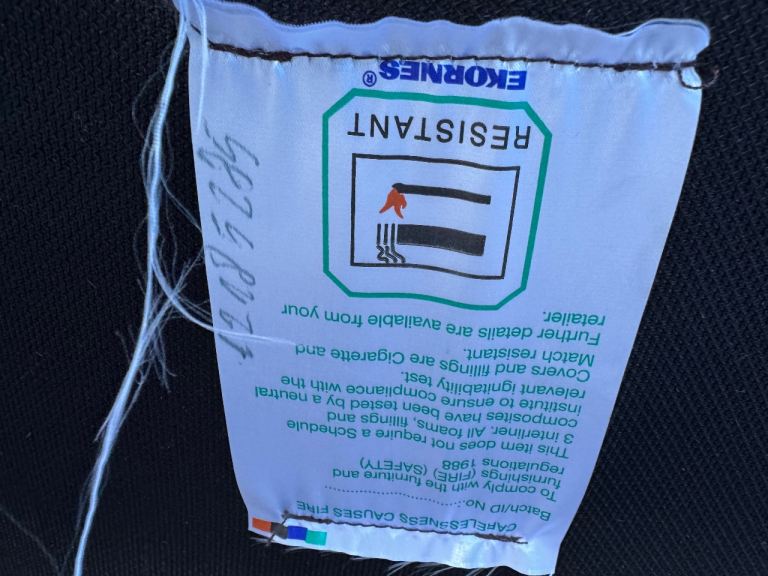 CARELESSNESS CAUSES FIRE
Batch/ID No.:..............................
To comply with the furniture and
furnishings (FIRE) (SAFETY)
regulations 1988
This item does not require a Schedule
3 interliner. All foams, fillings and
composites have been tested by a neutral
institute to ensure compliance with the
relevant ignitability test.
Covers and fillings are Cigarette and
Match resistant.
Further details are available from your
retailer.
RESISTANT
EKORNES®